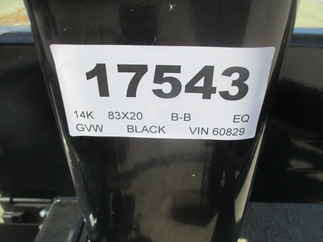 17543
14K 83X20 B-B EQ
GVW BLACK VIN 60829